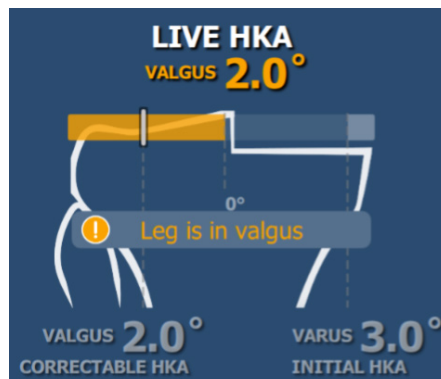 LIVE HKA
VALGUS 2.0°
0°
! Leg is in valgus
VALGUS 2.0°
CORRECTABLE HKA
VARUS 3.0°
INITIAL HKA